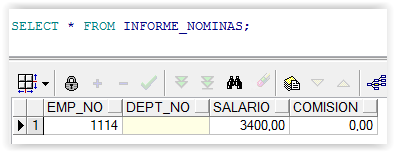 SELECT * FROM INFORME_NOMINAS;
EMP_NO DEPT_NO SALARIO COMISION
1 1114 3400,00 0,00